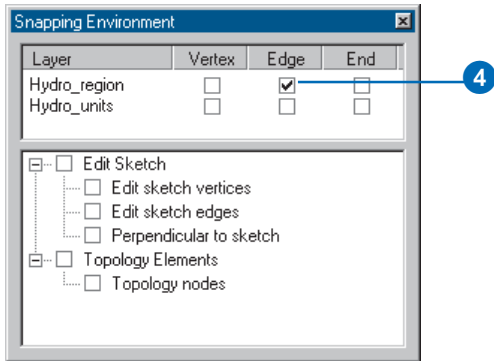 Snapping Environment
Layer Vertex Edge End
Hydro_region
4
Hydro_units
Edit Sketch
Edit sketch vertices
Edit sketch edges
Perpendicular to sketch
Topology Elements
Topology nodes